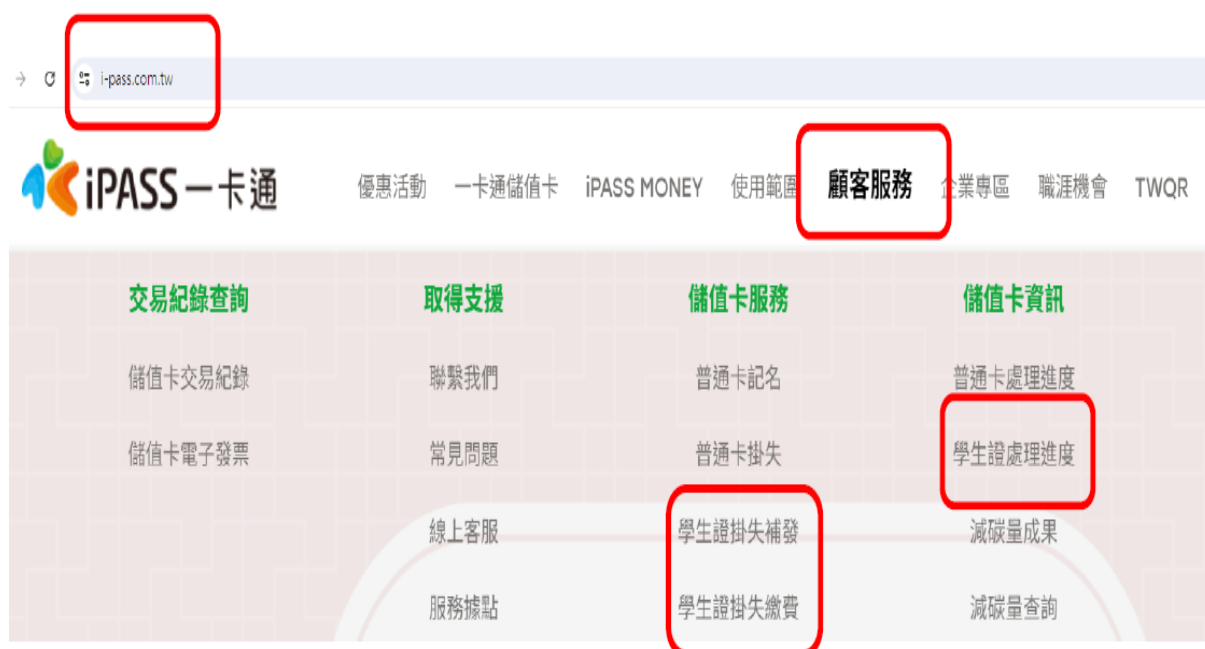 i-pass.com.tw
iPASS 一卡通
優惠活動 一卡通儲值卡 iPASS MONEY 使用範圍 顧客服務 企業專區 職涯機會 TWQR
交易紀錄查詢 取得支援 儲值卡服務 儲值卡資訊
儲值卡交易紀錄 聯繫我們 普通卡記名 普通卡處理進度
儲值卡電子發票 常見問題 普通卡掛失 學生證處理進度
線上客服 學生證掛失補發 減碳量成果
服務據點 學生證掛失繳費 減碳量查詢